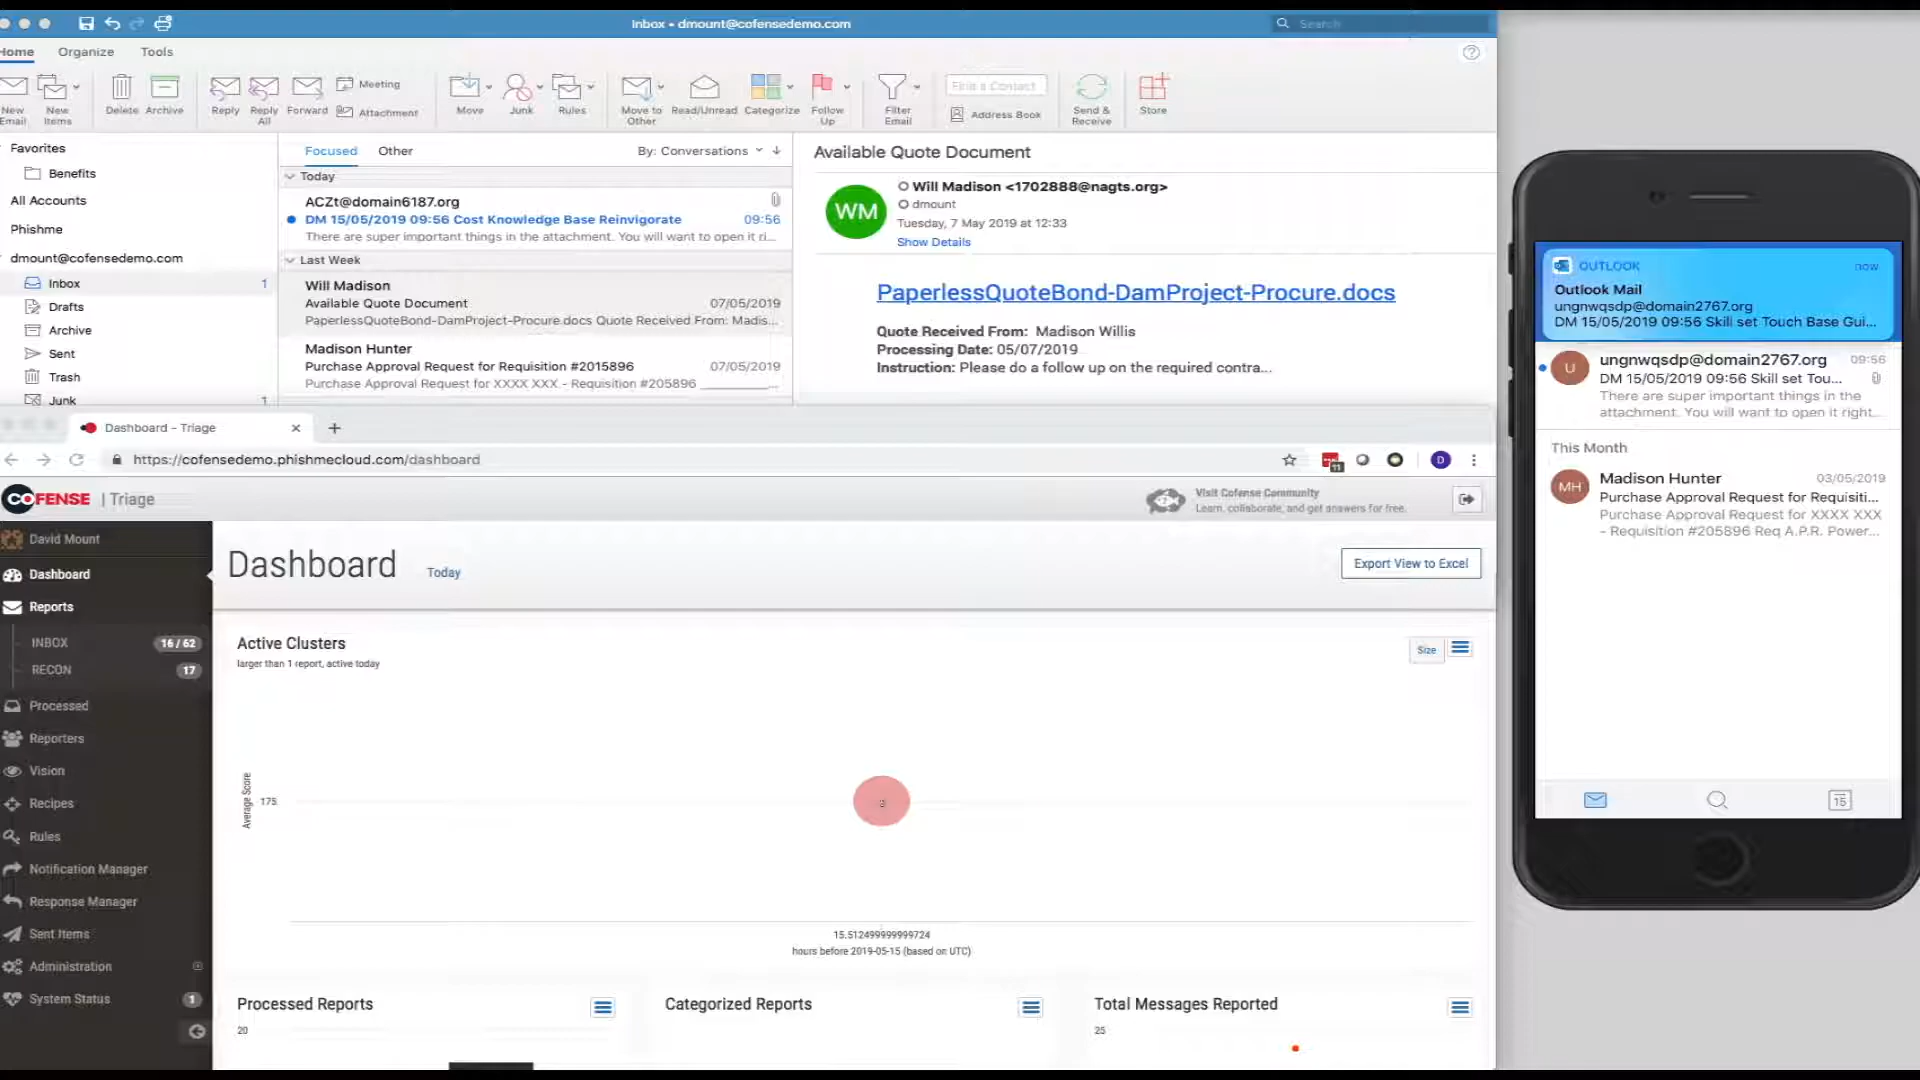 Inbox • dmount@cofensedemo.com
Search
Home Organize Tools
New Email
New Items
Delete
Archive
Reply
Reply All
Forward
Meeting
Attachment
Move
Junk
Rules
Move to Other
Read/Unread
Categorize
Follow Up
Filter Email
Find a Contact
Address Book
Send & Receive
Store
Favorites
Benefits
All Accounts
Phishme
dmount@cofensedemo.com
Inbox 1
Drafts
Archive
Sent
Trash
Junk 1
Focused Other By: Conversations
Today
ACZt@domain6187.org
DM 15/05/2019 09:56 Cost Knowledge Base Reinvigorate 09:56
There are super important things in the attachment. You will want to open it ri...
Last Week
Will Madison
Available Quote Document 07/05/2019
PaperlessQuoteBond-DamProject-Procure.docs Quote Received From: Madis...
Madison Hunter
Purchase Approval Request for Requisition #2015896 07/05/2019
Purchase Approval Request for XXXX XXX - Requisition #205896 ________...
Available Quote Document
WM
Will Madison <1702888@nagts.org>
dmount
Tuesday, 7 May 2019 at 12:33
Show Details
PaperlessQuoteBond-DamProject-Procure.docs
Quote Received From: Madison Willis
Processing Date: 05/07/2019
Instruction: Please do a follow up on the required contra...
Dashboard - Triage
https://cofensedemo.phishmecloud.com/dashboard
11
D
COFENSE | Triage
Visit Cofense Community
Learn, collaborate, and get answers for free.
David Mount
Dashboard
Reports
INBOX 16 / 62
RECON 17
Processed
Reporters
Vision
Recipes
Rules
Notification Manager
Response Manager
Sent Items
Administration
System Status 1
Dashboard Today
Export View to Excel
Active Clusters
larger than 1 report, active today
Size
Average Score
175
15.512499999999724
hours before 2019-05-15 (based on UTC)
Processed Reports
20
Categorized Reports
Total Messages Reported
25
OUTLOOK now
Outlook Mail
ungnwqsdp@domain2767.org
DM 15/05/2019 09:56 Skill set Touch Base Gui...
U
ungnwqsdp@domain2767.org 09:56
DM 15/05/2019 09:56 Skill set Tou...
There are super important things in the
attachment. You will want to open it right...
This Month
MH
Madison Hunter 03/05/2019
Purchase Approval Request for Requisiti...
Purchase Approval Request for XXXX XXX
- Requisition #205896 Req A.P.R. Power...
15